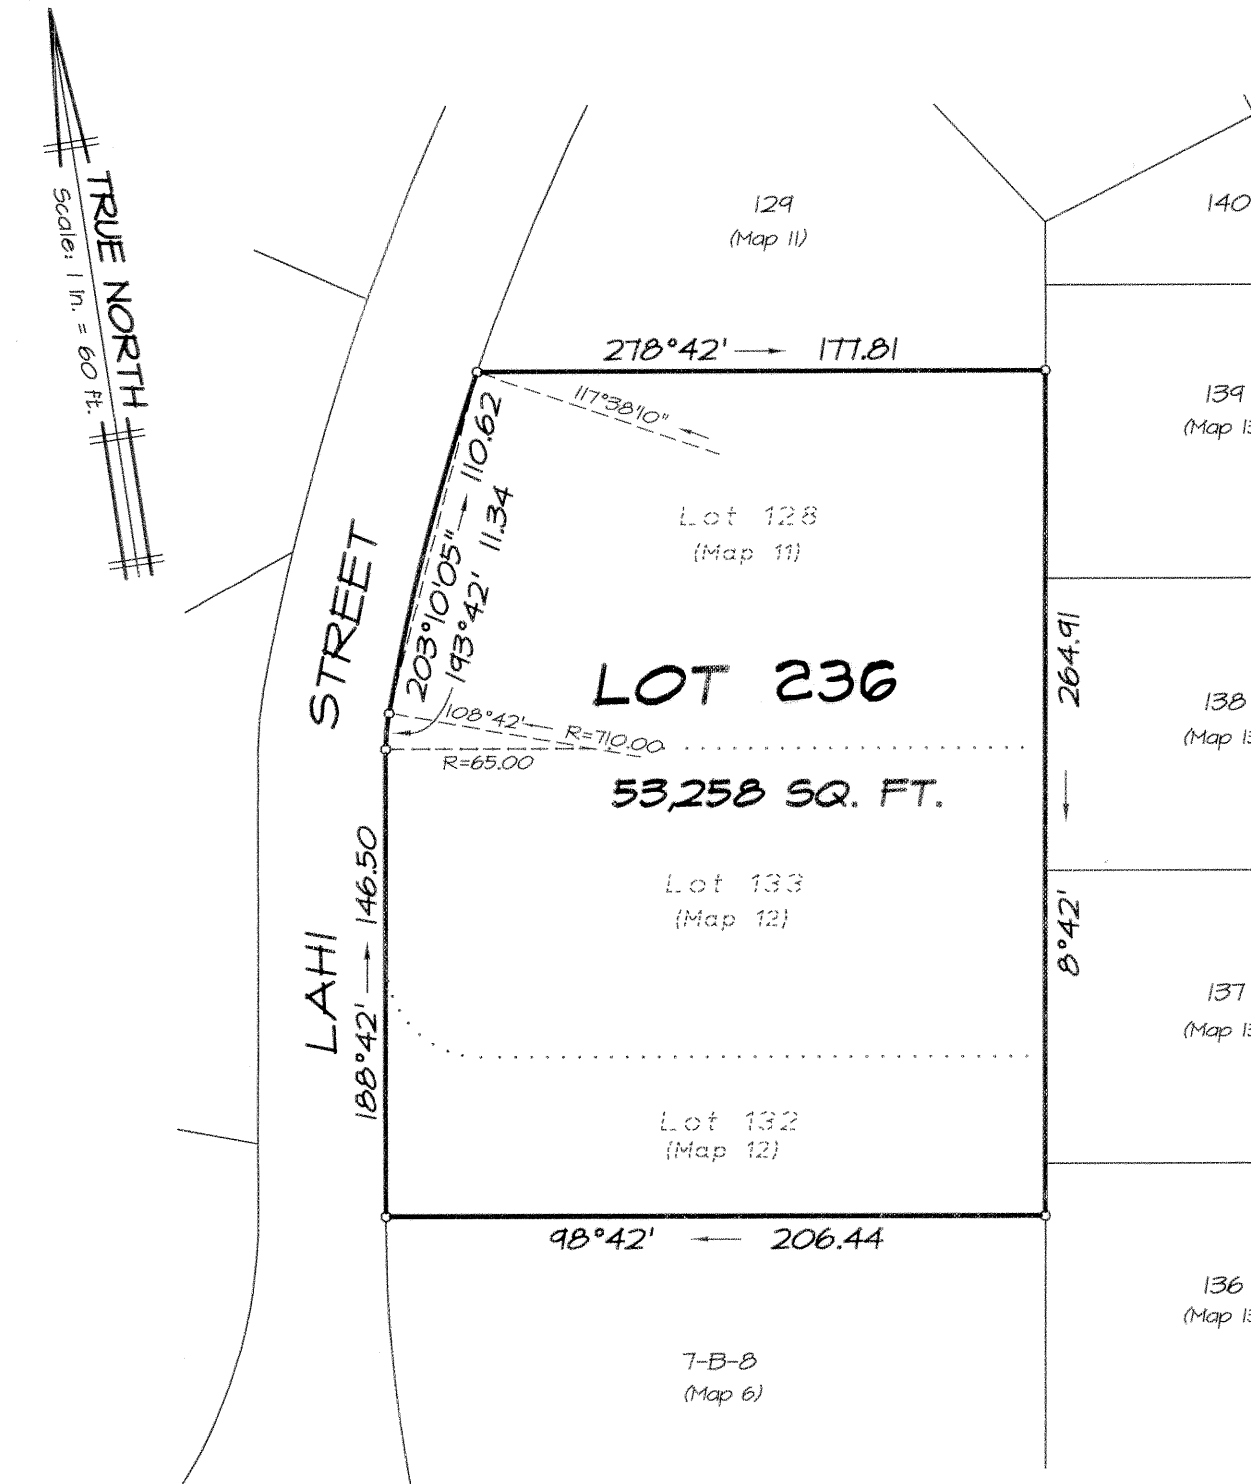 TRUE NORTH
Scale: 1 in. = 60 ft.
129
(Map 11)
140
278°42' 177.81
117°38'10"
139
(Map 13
203°10'05" 110.62
193°42' 11.34
Lot 128
(Map 11)
LAHI STREET
264.91
8°42'
LOT 236
138
(Map 13
108°42'
R=710.00
R=65.00
53,258 SQ. FT.
188°42' 146.50
Lot 133
(Map 12)
137
(Map 13
Lot 132
(Map 12)
98°42' 206.44
136
(Map 13
7-B-8
(Map 6)